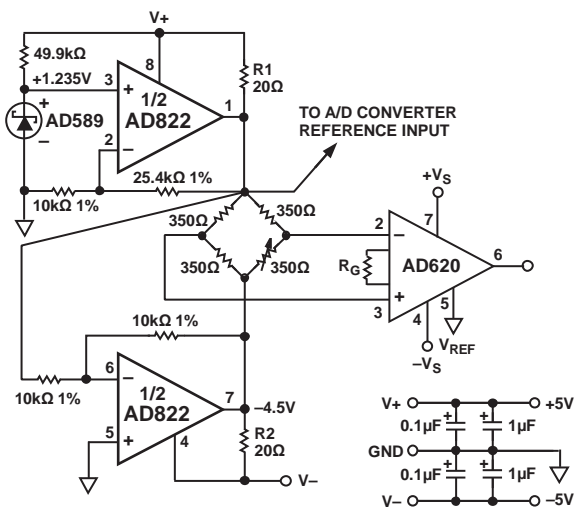 V+
49.9kΩ
+1.235V
8
R1
20Ω
3
+
1/2
AD822
1
+
AD589
–
2
–
TO A/D CONVERTER
REFERENCE INPUT
25.4kΩ 1%
10kΩ 1%
+VS
350Ω
350Ω
2
–
7
350Ω
350Ω
RG
AD620
6
+
3
4
5
VREF
–VS
10kΩ 1%
10kΩ 1%
6
–
1/2
AD822
7
–4.5V
5
+
4
R2
20Ω
V–
V+
+5V
0.1µF
+
+
1µF
GND
0.1µF
+
+
1µF
V–
–5V